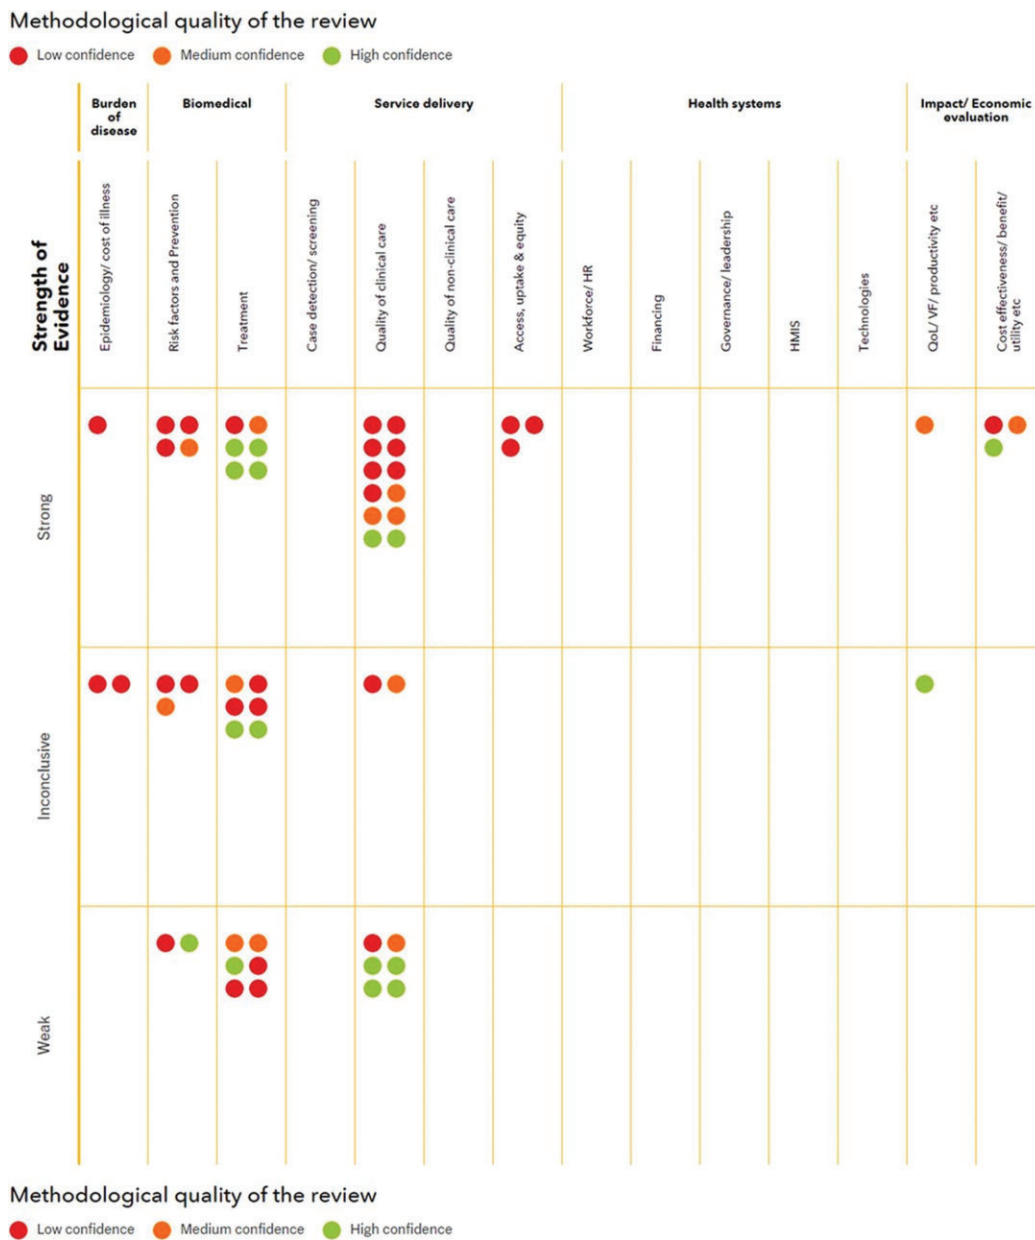 Methodological quality of the review
Low confidence Medium confidence High confidence
Burden
of
disease
Biomedical
Service delivery
Health systems
Impact/ Economic
evaluation
Strength of
Evidence
Epidemiology/ cost of illness
Risk factors and Prevention
Treatment
Case detection/ screening
Quality of clinical care
Quality of non-clinical care
Access, uptake & equity
Workforce/ HR
Financing
Governance/ leadership
HMIS
Technologies
QoL/ VF/ productivity etc
Cost effectiveness/ benefit/
utility etc
Strong
Inconclusive
Weak
Methodological quality of the review
Low confidence Medium confidence High confidence